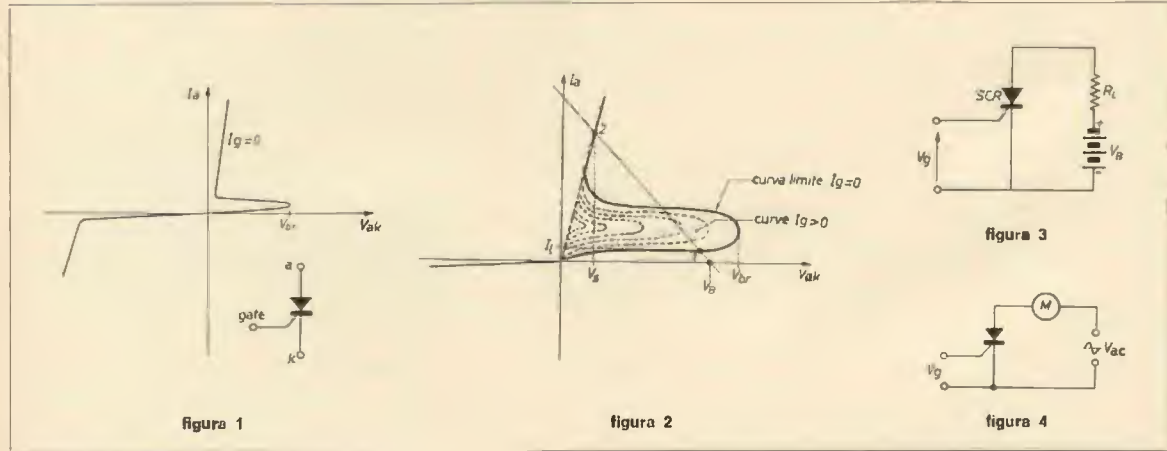 Ia
Ig=0
Vbr
Vak
a
gate
k
figura 1
Ia
2
curva limite Ig=0
curve Ig>0
Il
1
Vs
VB
Vbr
Vak
figura 2
SCR
RL
Vg
+
VB
-
figura 3
M
Vac
Vg
figura 4